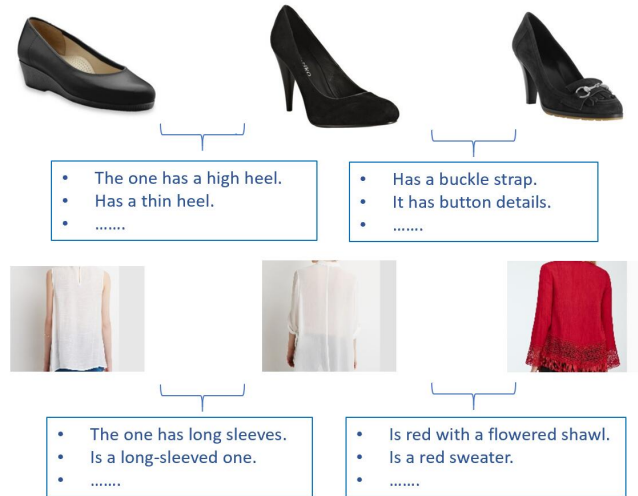 • The one has a high heel.
• Has a thin heel.
• …….
• Has a buckle strap.
• It has button details.
• …….
• The one has long sleeves.
• Is a long-sleeved one.
• …….
• Is red with a flowered shawl.
• Is a red sweater.
• …….